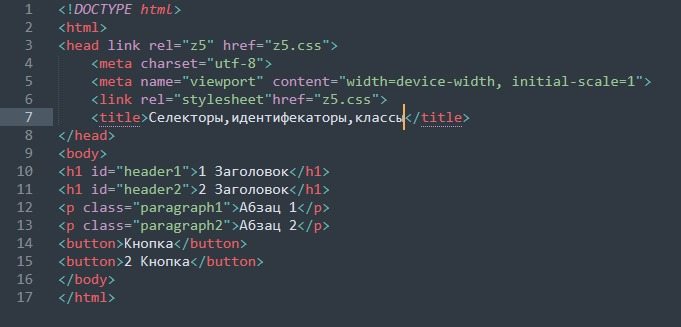 1 <!DOCTYPE html>
2 <html>
3 <head link rel="z5" href="z5.css">
4 <meta charset="utf-8">
5 <meta name="viewport" content="width=device-width, initial-scale=1">
6 <link rel="stylesheet"href="z5.css">
7 <title>Селекторы,идентифекаторы,классы</title>
8 </head>
9 <body>
10 <h1 id="header1">1 Заголовок</h1>
11 <h1 id="header2">2 Заголовок</h1>
12 <p class="paragraph1">Абзац 1</p>
13 <p class="paragraph2">Абзац 2</p>
14 <button>Кнопка</button>
15 <button>2 Кнопка</button>
16 </body>
17 </html>